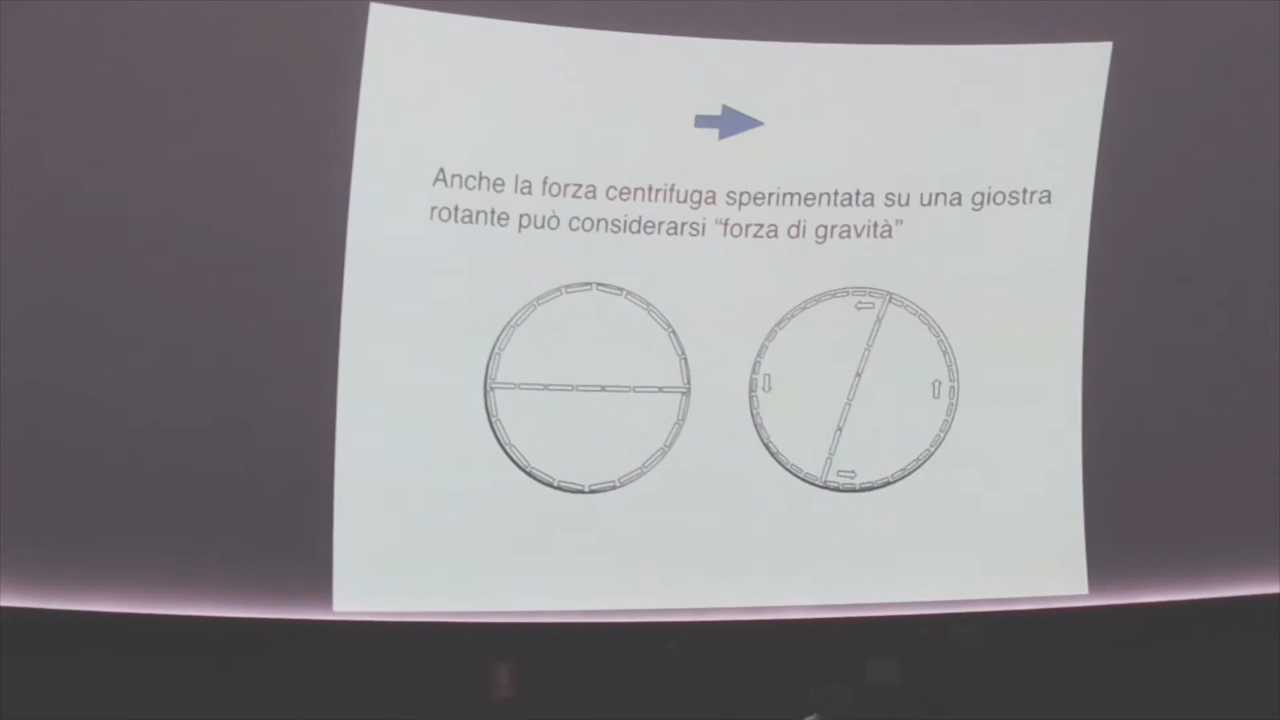 Anche la forza centrifuga sperimentata su una giostra
rotante può considerarsi “forza di gravità”